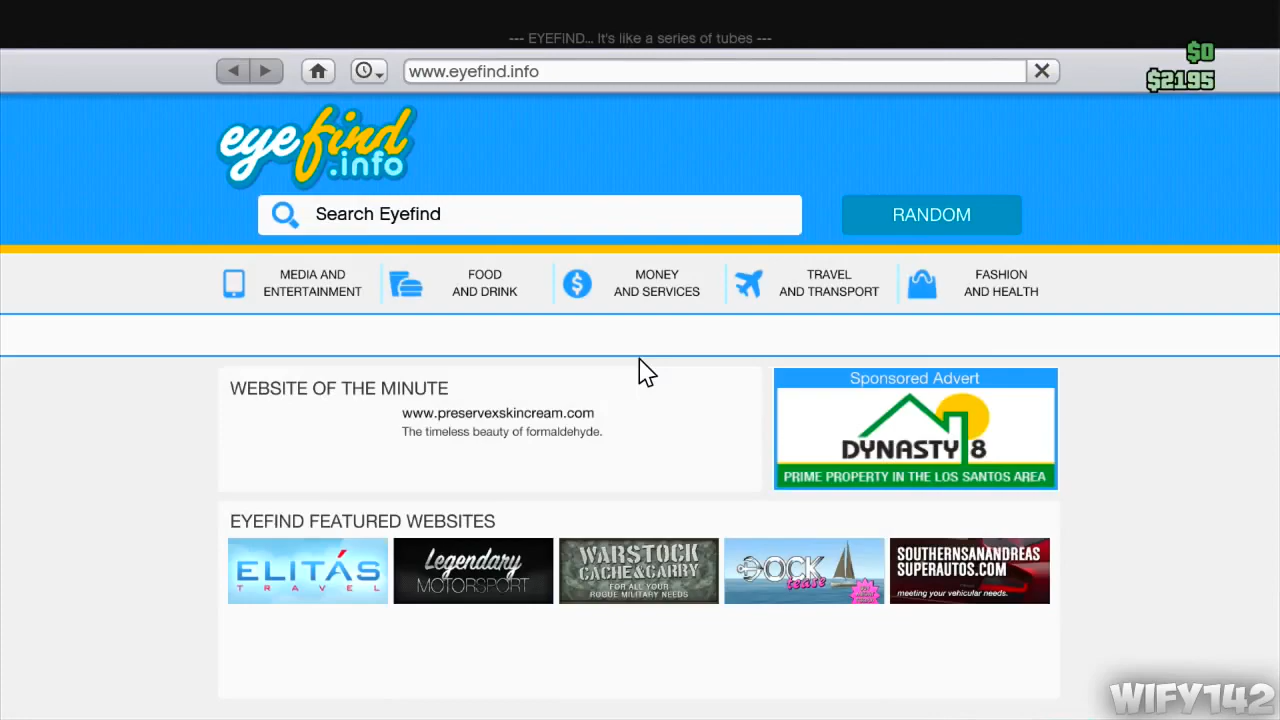 --- EYEFIND... It's like a series of tubes ---
$0
www.eyefind.info
$2195
eyefind
.info
Search Eyefind
RANDOM
MEDIA AND
ENTERTAINMENT
FOOD
AND DRINK
MONEY
AND SERVICES
TRAVEL
AND TRANSPORT
FASHION
AND HEALTH
WEBSITE OF THE MINUTE
www.preservexskincream.com
The timeless beauty of formaldehyde.
Sponsored Advert
DYNASTY 8
PRIME PROPERTY IN THE LOS SANTOS AREA
EYEFIND FEATURED WEBSITES
ELITÁS
TRAVEL
Legendary
MOTORSPORT
WARSTOCK
CACHE & CARRY
FOR ALL YOUR
ROGUE MILITARY NEEDS
DOCK
tease
SOUTHERNSANANDREAS
SUPERAUTOS.COM
meeting your vehicular needs.
WIFY142